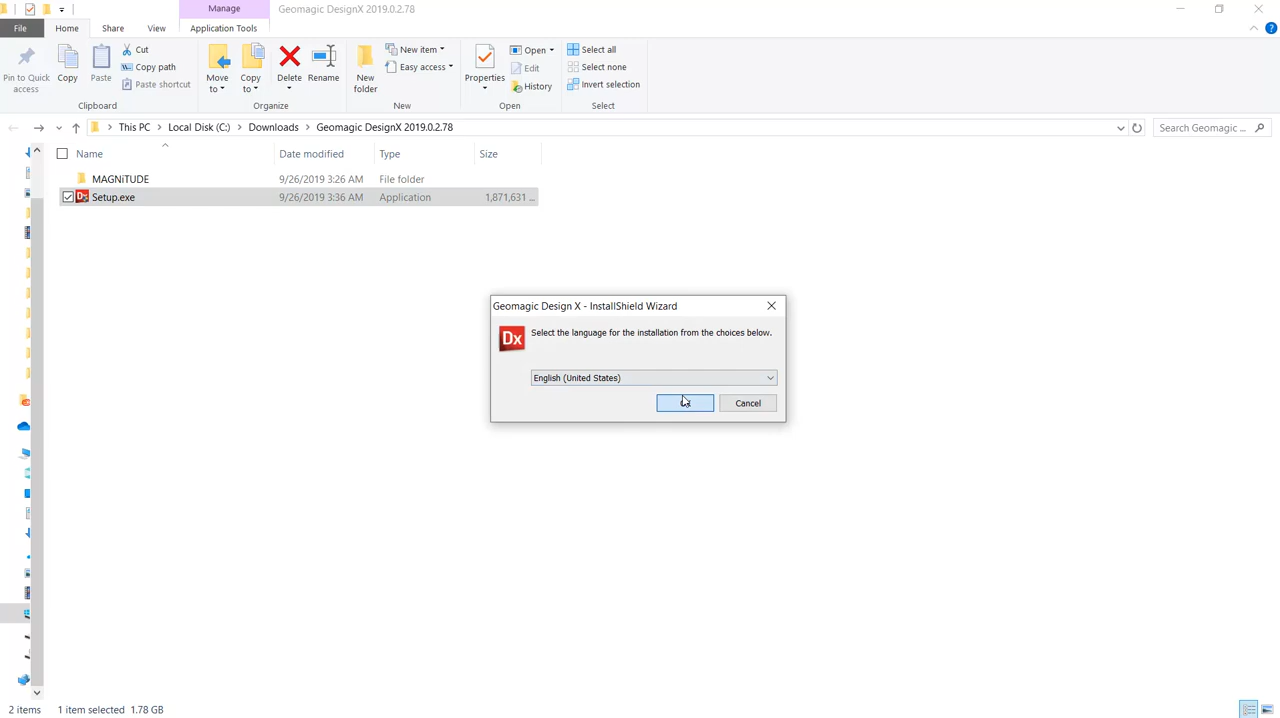 Manage
Geomagic DesignX 2019.0.2.78
File
Home
Share
View
Application Tools
Pin to Quick
access
Copy
Paste
Cut
Copy path
Paste shortcut
Clipboard
Move
to
Copy
to
Delete
Rename
Organize
New
folder
New item
Easy access
New
Properties
Open
Edit
History
Open
Select all
Select none
Invert selection
Select
This PC
Local Disk (C:)
Downloads
Geomagic DesignX 2019.0.2.78
Search Geomagic ...
Name
Date modified
Type
Size
MAGNiTUDE
9/26/2019 3:26 AM
File folder
Dx
Setup.exe
9/26/2019 3:36 AM
Application
1,871,631 ...
Geomagic Design X - InstallShield Wizard
Dx
Select the language for the installation from the choices below.
English (United States)
Cancel
2 items
1 item selected 1.78 GB